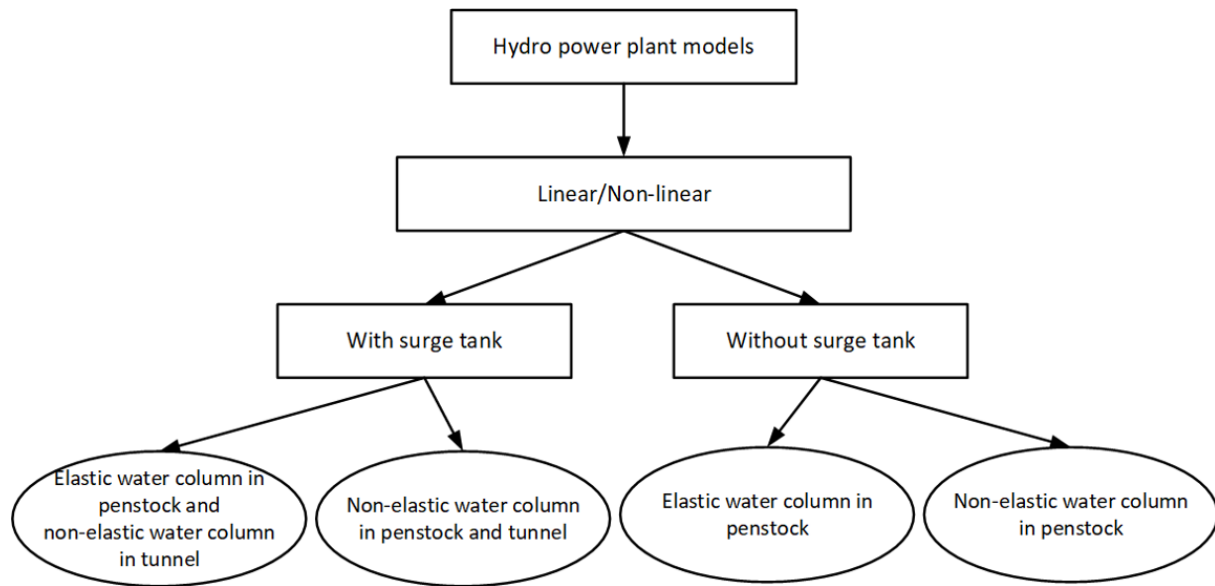 Hydro power plant models
Linear/Non-linear
With surge tank
Without surge tank
Elastic water column in
penstock and
non-elastic water column
in tunnel
Non-elastic water column
in penstock and tunnel
Elastic water column in
penstock
Non-elastic water column
in penstock